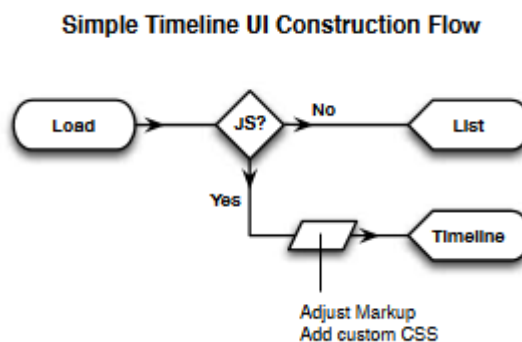 Simple Timeline UI Construction Flow
Load
JS?
No
List
Yes
Timeline
Adjust Markup
Add custom CSS